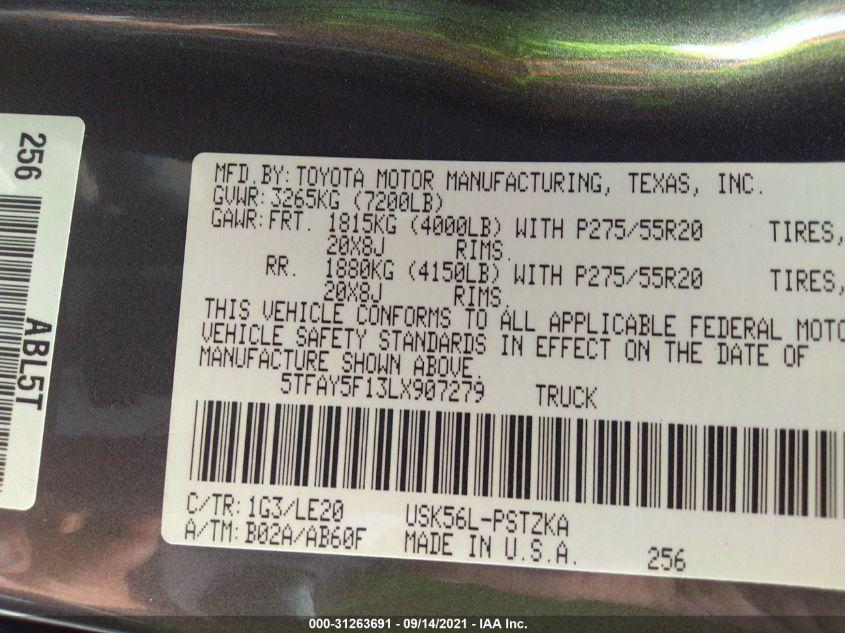 256
ABL5T
MFD.BY: TOYOTA MOTOR MANUFACTURING, TEXAS, INC.
GVWR: 3265KG (7200LB)
GAWR: FRT. 1815KG (4000LB) WITH P275/55R20 TIRES,
20X8J RIMS.
RR. 1880KG (4150LB) WITH P275/55R20 TIRES,
20X8J RIMS.
THIS VEHICLE CONFORMS TO ALL APPLICABLE FEDERAL MOTO
VEHICLE SAFETY STANDARDS IN EFFECT ON THE DATE OF
MANUFACTURE SHOWN ABOVE.
5TFAY5F13LX907279 TRUCK
C/TR: 1G3/LE20 USK56L-PSTZKA
A/TM: B02A/AB60F MADE IN U.S.A. 256
000-31263691 - 09/14/2021 - IAA Inc.